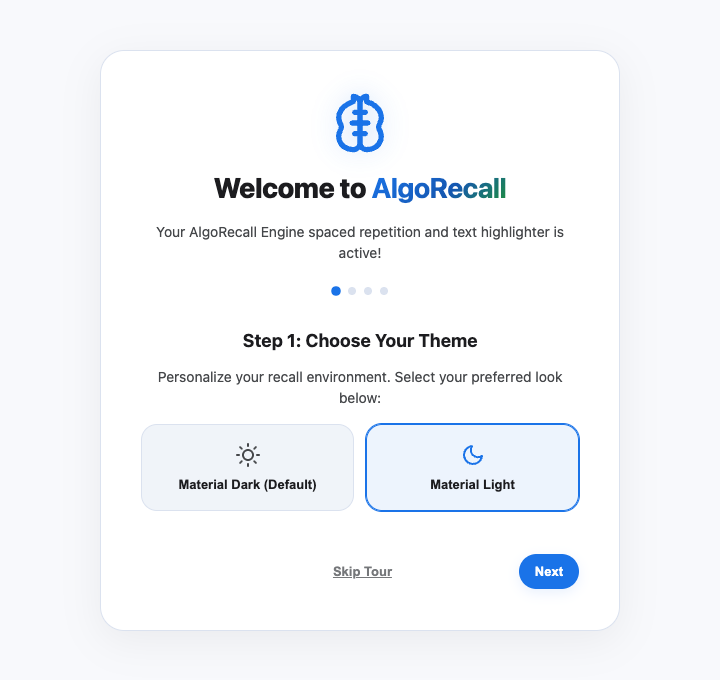 Welcome to AlgoRecall
Your AlgoRecall Engine spaced repetition and text highlighter is
active!
Step 1: Choose Your Theme
Personalize your recall environment. Select your preferred look
below:
Material Dark (Default)
Material Light
Skip Tour
Next